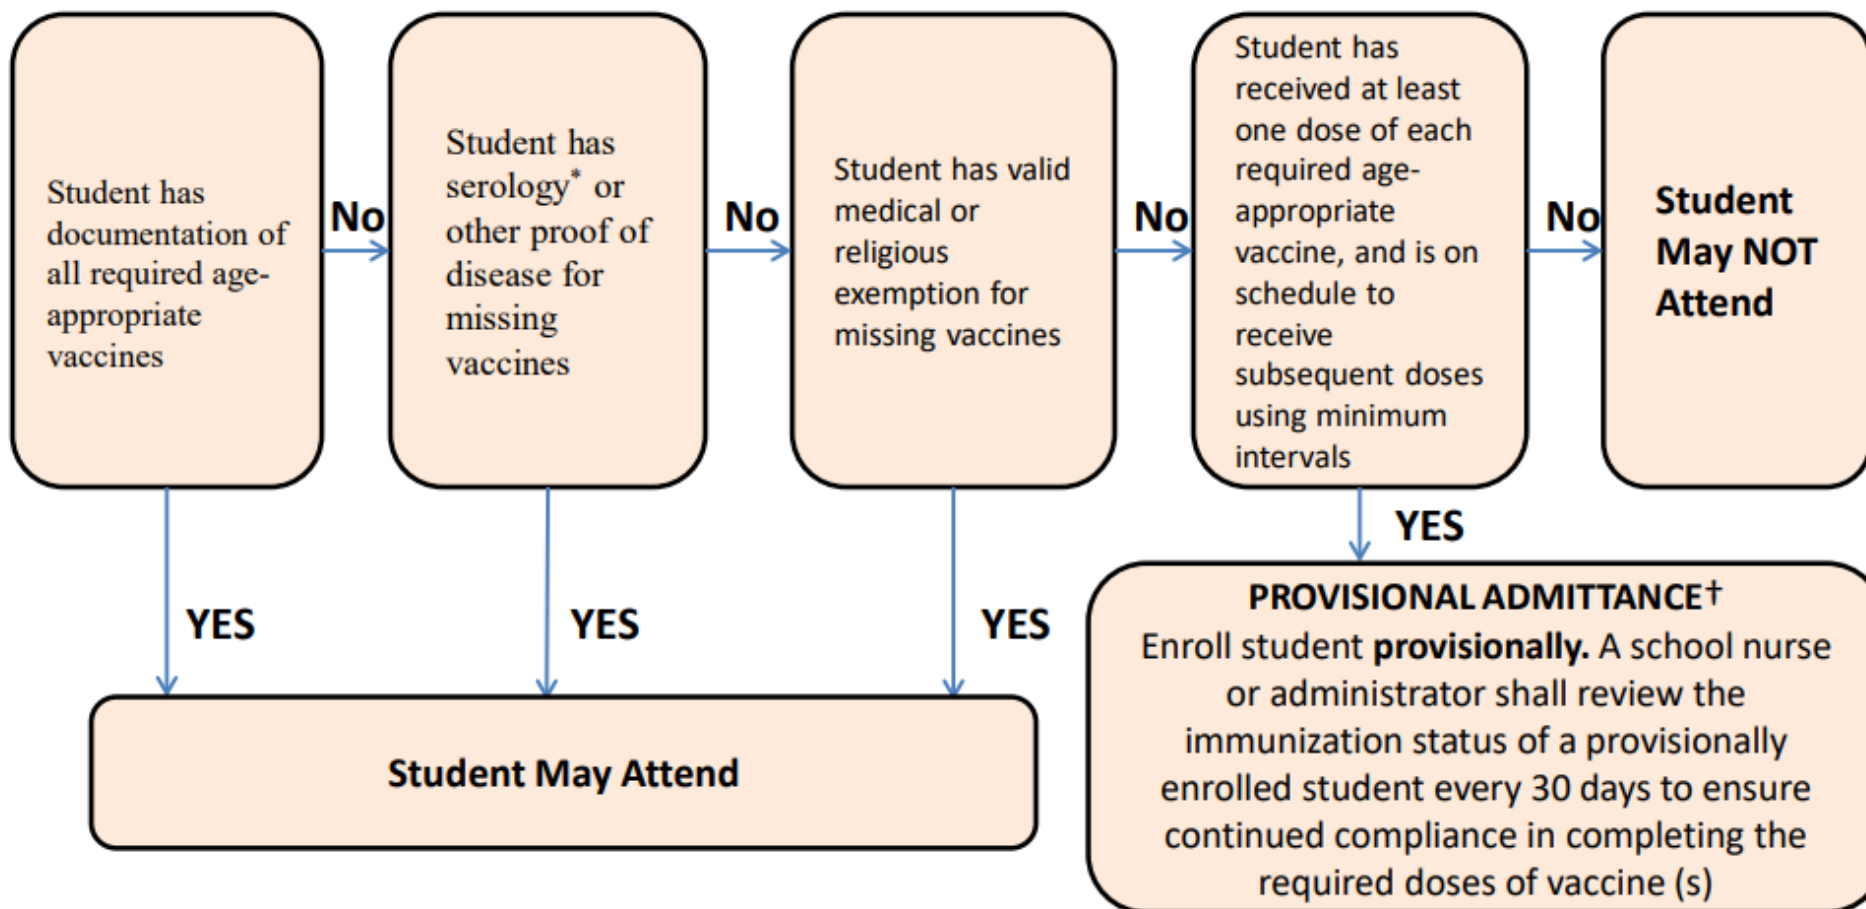 Student has
documentation of
all required age-
appropriate
vaccines
No
Student has
serology* or
other proof of
disease for
missing
vaccines
No
Student has valid
medical or
religious
exemption for
missing vaccines
No
Student has
received at least
one dose of each
required age-
appropriate
vaccine, and is on
schedule to
receive
subsequent doses
using minimum
intervals
No
Student
May NOT
Attend
YES
YES
YES
YES
Student May Attend
PROVISIONAL ADMITTANCE†
Enroll student provisionally. A school nurse
or administrator shall review the
immunization status of a provisionally
enrolled student every 30 days to ensure
continued compliance in completing the
required doses of vaccine (s)